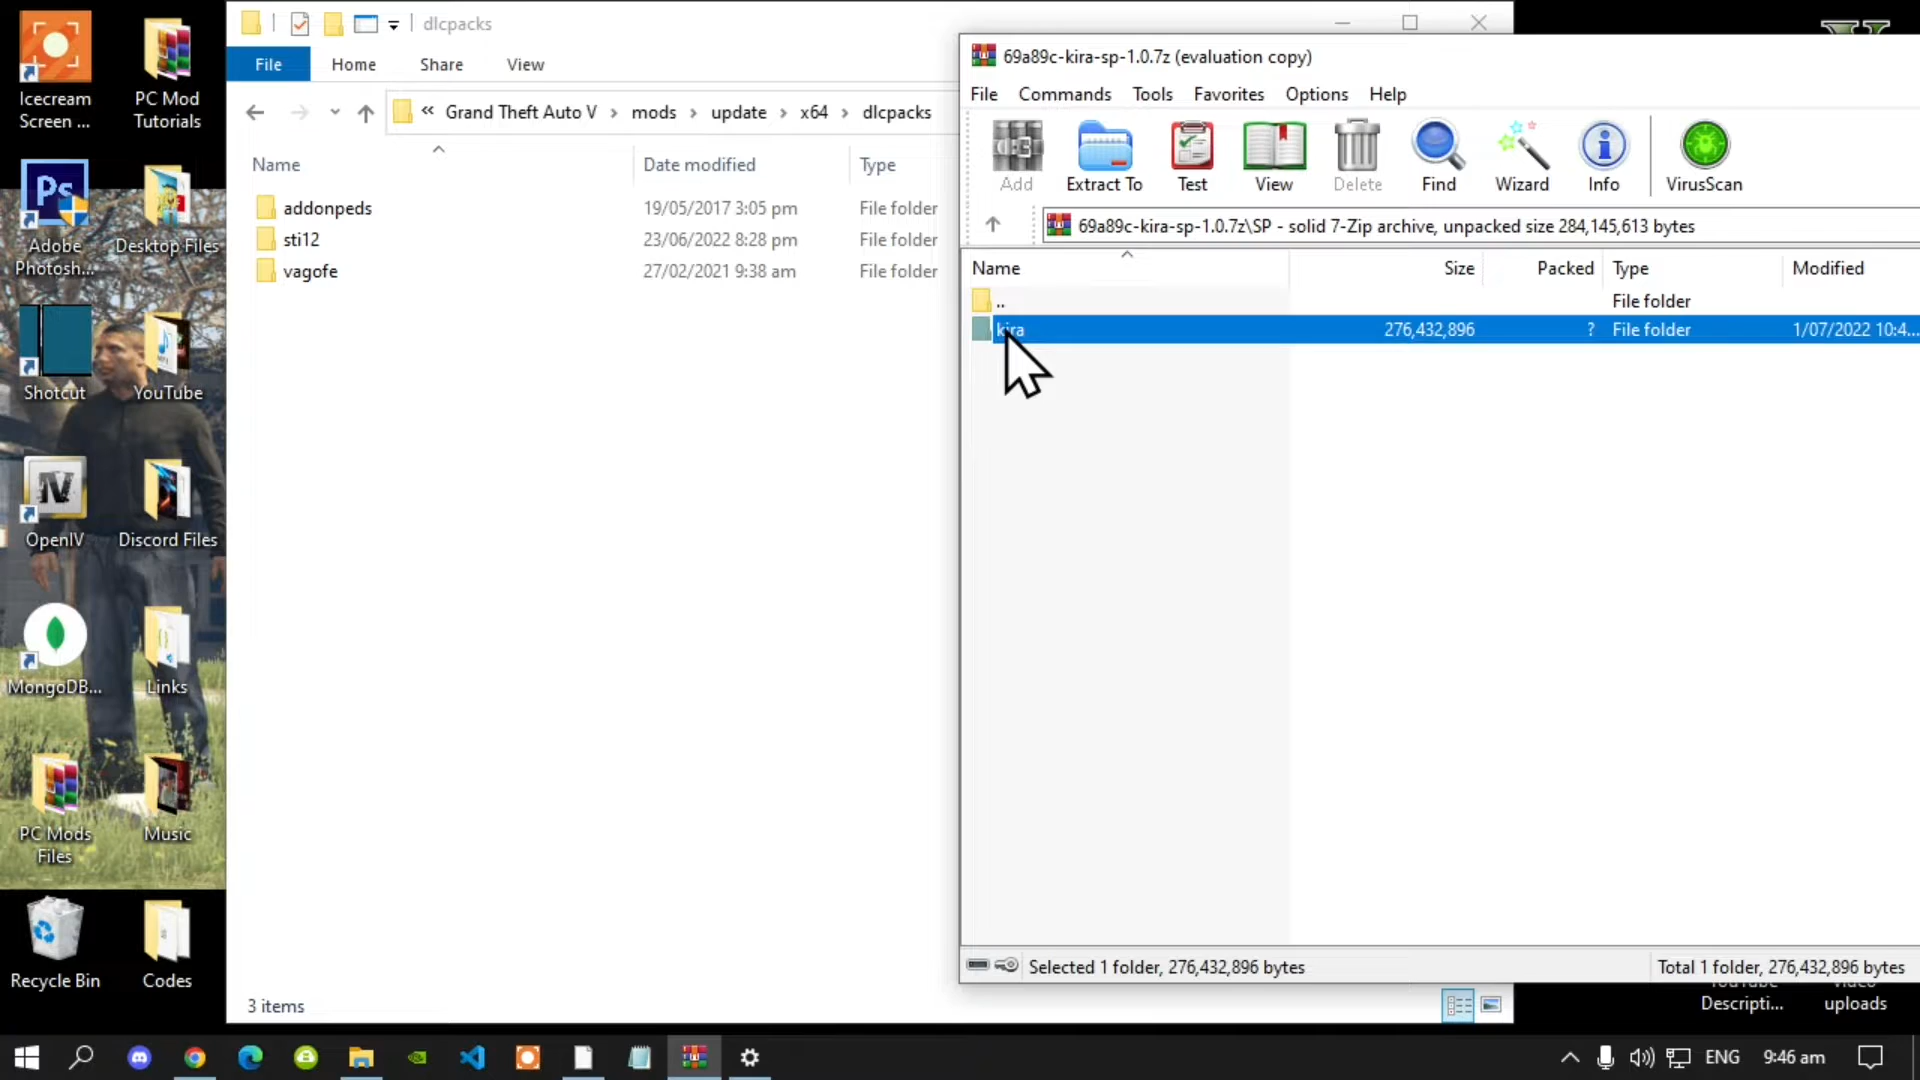 Icecream
Screen ...
PC Mod
Tutorials
Ps
Adobe
Photosh...
Desktop Files
Shotcut
YouTube
OpenIV
Discord Files
MongoDB...
Links
PC Mods
Files
Music
Recycle Bin
Codes
dlcpacks
File
Home
Share
View
« Grand Theft Auto V › mods › update › x64 › dlcpacks
Name
Date modified
Type
addonpeds
19/05/2017 3:05 pm
File folder
sti12
23/06/2022 8:28 pm
File folder
vagofe
27/02/2021 9:38 am
File folder
3 items
69a89c-kira-sp-1.0.7z (evaluation copy)
File
Commands
Tools
Favorites
Options
Help
Add
Extract To
Test
View
Delete
Find
Wizard
Info
VirusScan
69a89c-kira-sp-1.0.7z\SP - solid 7-Zip archive, unpacked size 284,145,613 bytes
Name
Size
Packed
Type
Modified
..
File folder
kira
276,432,896
?
File folder
1/07/2022 10:4...
Selected 1 folder, 276,432,896 bytes
Total 1 folder, 276,432,896 bytes
YouTube
Descripti...
uploads
ENG
9:46 am